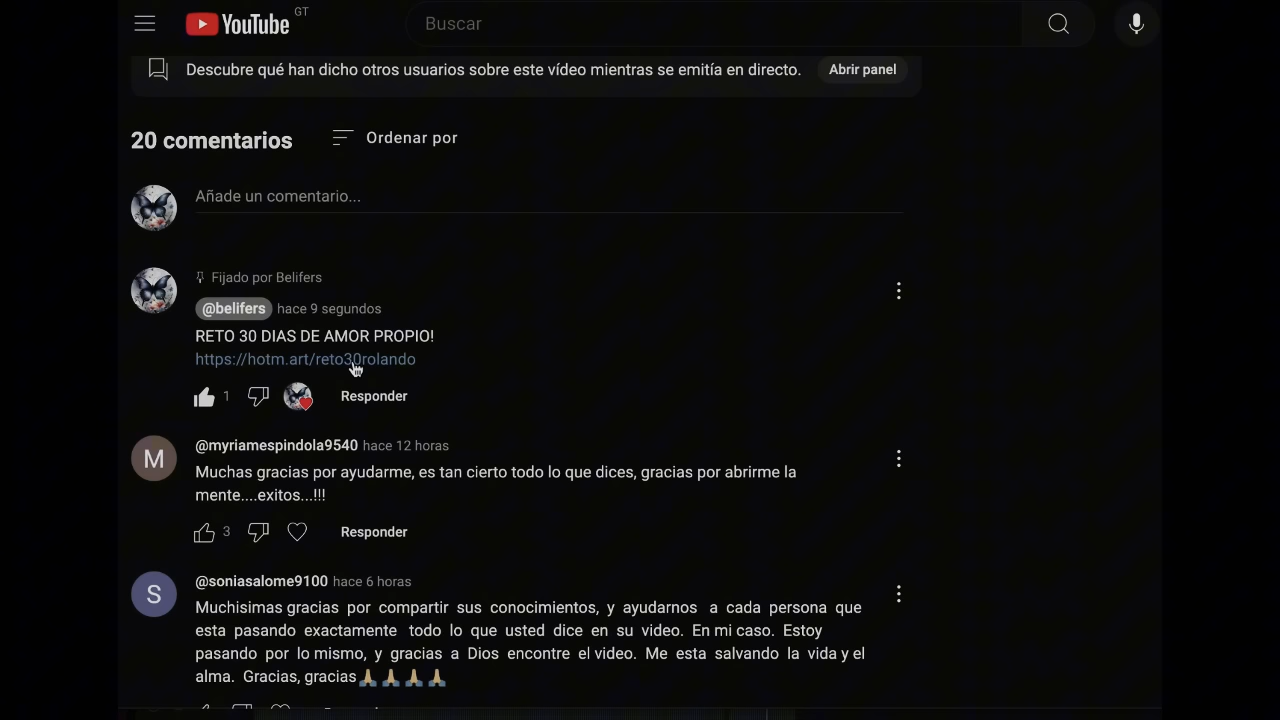 YouTube GT
Buscar
Descubre qué han dicho otros usuarios sobre este vídeo mientras se emitía en directo. Abrir panel
20 comentarios Ordenar por
Añade un comentario...
Fijado por Belifers
@belifers hace 9 segundos
RETO 30 DIAS DE AMOR PROPIO!
https://hotm.art/reto30rolando
1 Responder
M @myriamespindola9540 hace 12 horas
Muchas gracias por ayudarme, es tan cierto todo lo que dices, gracias por abrirme la
mente....exitos...!!!
3 Responder
S @soniasalome9100 hace 6 horas
Muchisimas gracias por compartir sus conocimientos, y ayudarnos a cada persona que
esta pasando exactamente todo lo que usted dice en su video. En mi caso. Estoy
pasando por lo mismo, y gracias a Dios encontre el video. Me esta salvando la vida y el
alma. Gracias, gracias🙏🏽🙏🏽🙏🏽🙏🏽